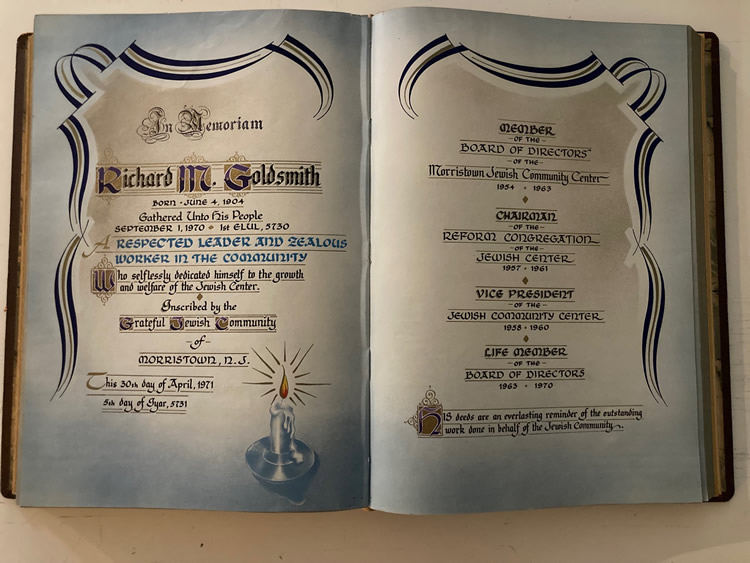 In Memoriam
Richard M. Goldsmith
BORN · JUNE 4, 1904
Gathered Unto His People
SEPTEMBER 1, 1970 · 1st ELUL, 5730
A RESPECTED LEADER AND ZEALOUS
WORKER IN THE COMMUNITY
Who selflessly dedicated himself to the growth
and welfare of the Jewish Center.
Inscribed by the
Grateful Jewish Community
-of-
MORRISTOWN, N.J.
This 30th day of April, 1971
5th day of Iyar, 5731
MEMBER
-OF THE-
BOARD OF DIRECTORS
-OF THE-
Morristown Jewish Community Center
1954 · 1963
CHAIRMAN
-OF THE-
REFORM CONGREGATION
-OF THE-
JEWISH CENTER
1957 · 1961
VICE PRESIDENT
-OF THE-
JEWISH COMMUNITY CENTER
1958 · 1960
LIFE MEMBER
-OF THE-
BOARD OF DIRECTORS
1963 · 1970
HIS deeds are an everlasting reminder of the outstanding
work done in behalf of the Jewish Community.